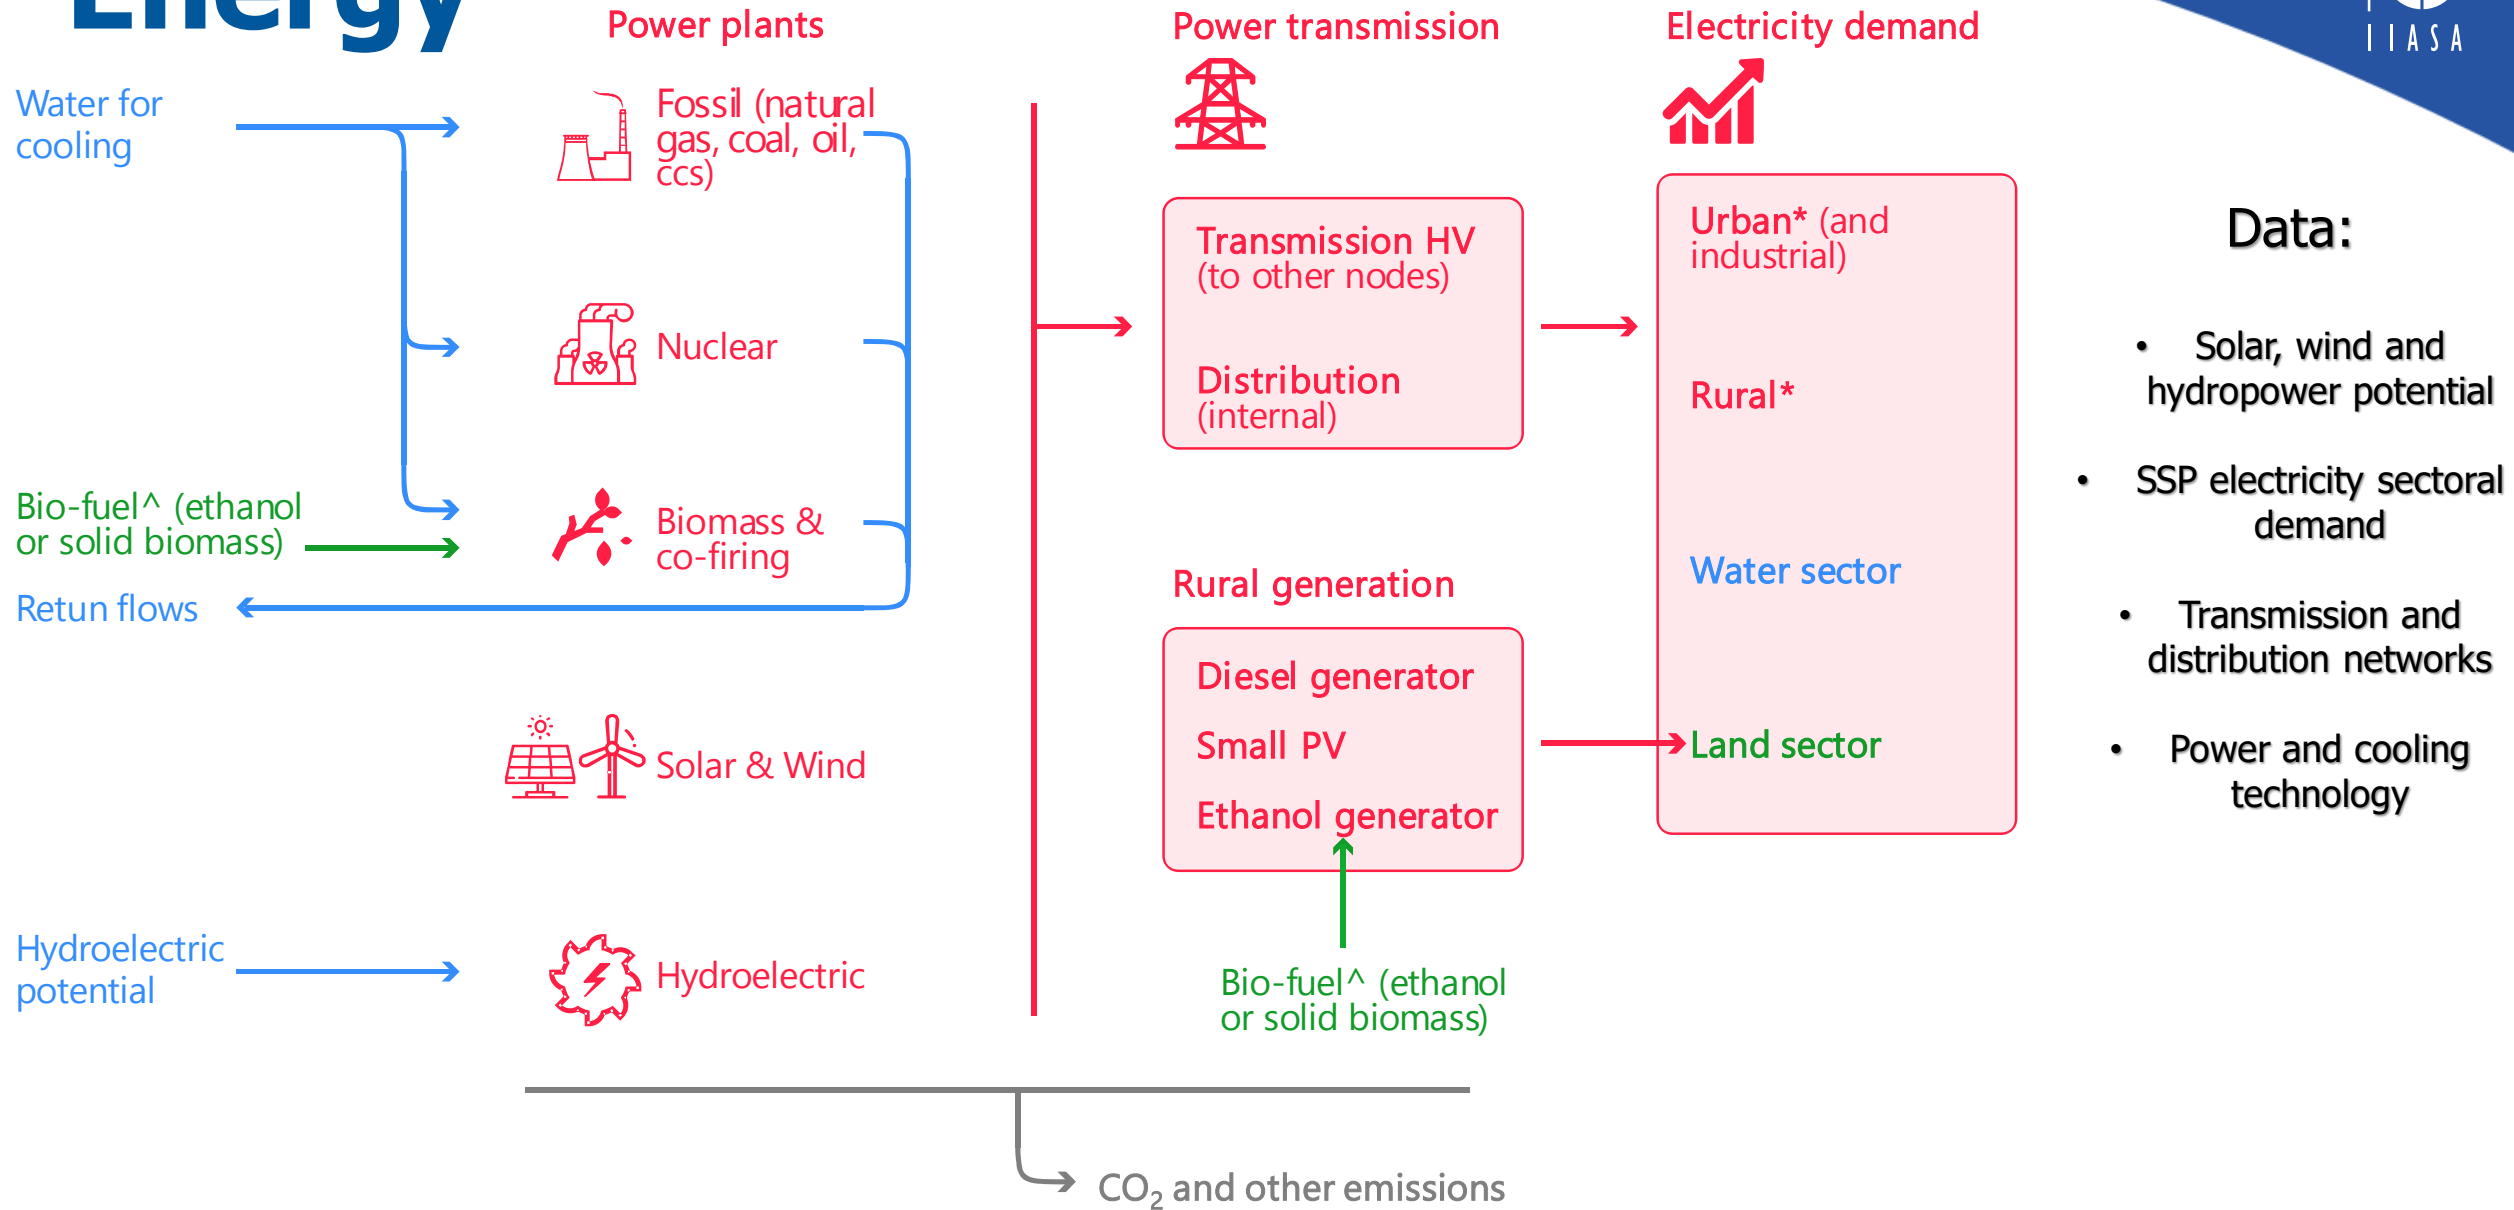 Energy
IIASA
Power plants
Water for
cooling
Fossil (natural
gas, coal, oil,
ccs)
Nuclear
Bio-fuel^ (ethanol
or solid biomass)
Biomass &
co-firing
Retun flows
Solar & Wind
Hydroelectric
potential
Hydroelectric
Power transmission
Transmission HV
(to other nodes)
Distribution
(internal)
Rural generation
Diesel generator
Small PV
Ethanol generator
Bio-fuel^ (ethanol
or solid biomass)
Electricity demand
Urban* (and
industrial)
Rural*
Water sector
Land sector
CO₂ and other emissions
Data:
• Solar, wind and
hydropower potential
• SSP electricity sectoral
demand
• Transmission and
distribution networks
• Power and cooling
technology